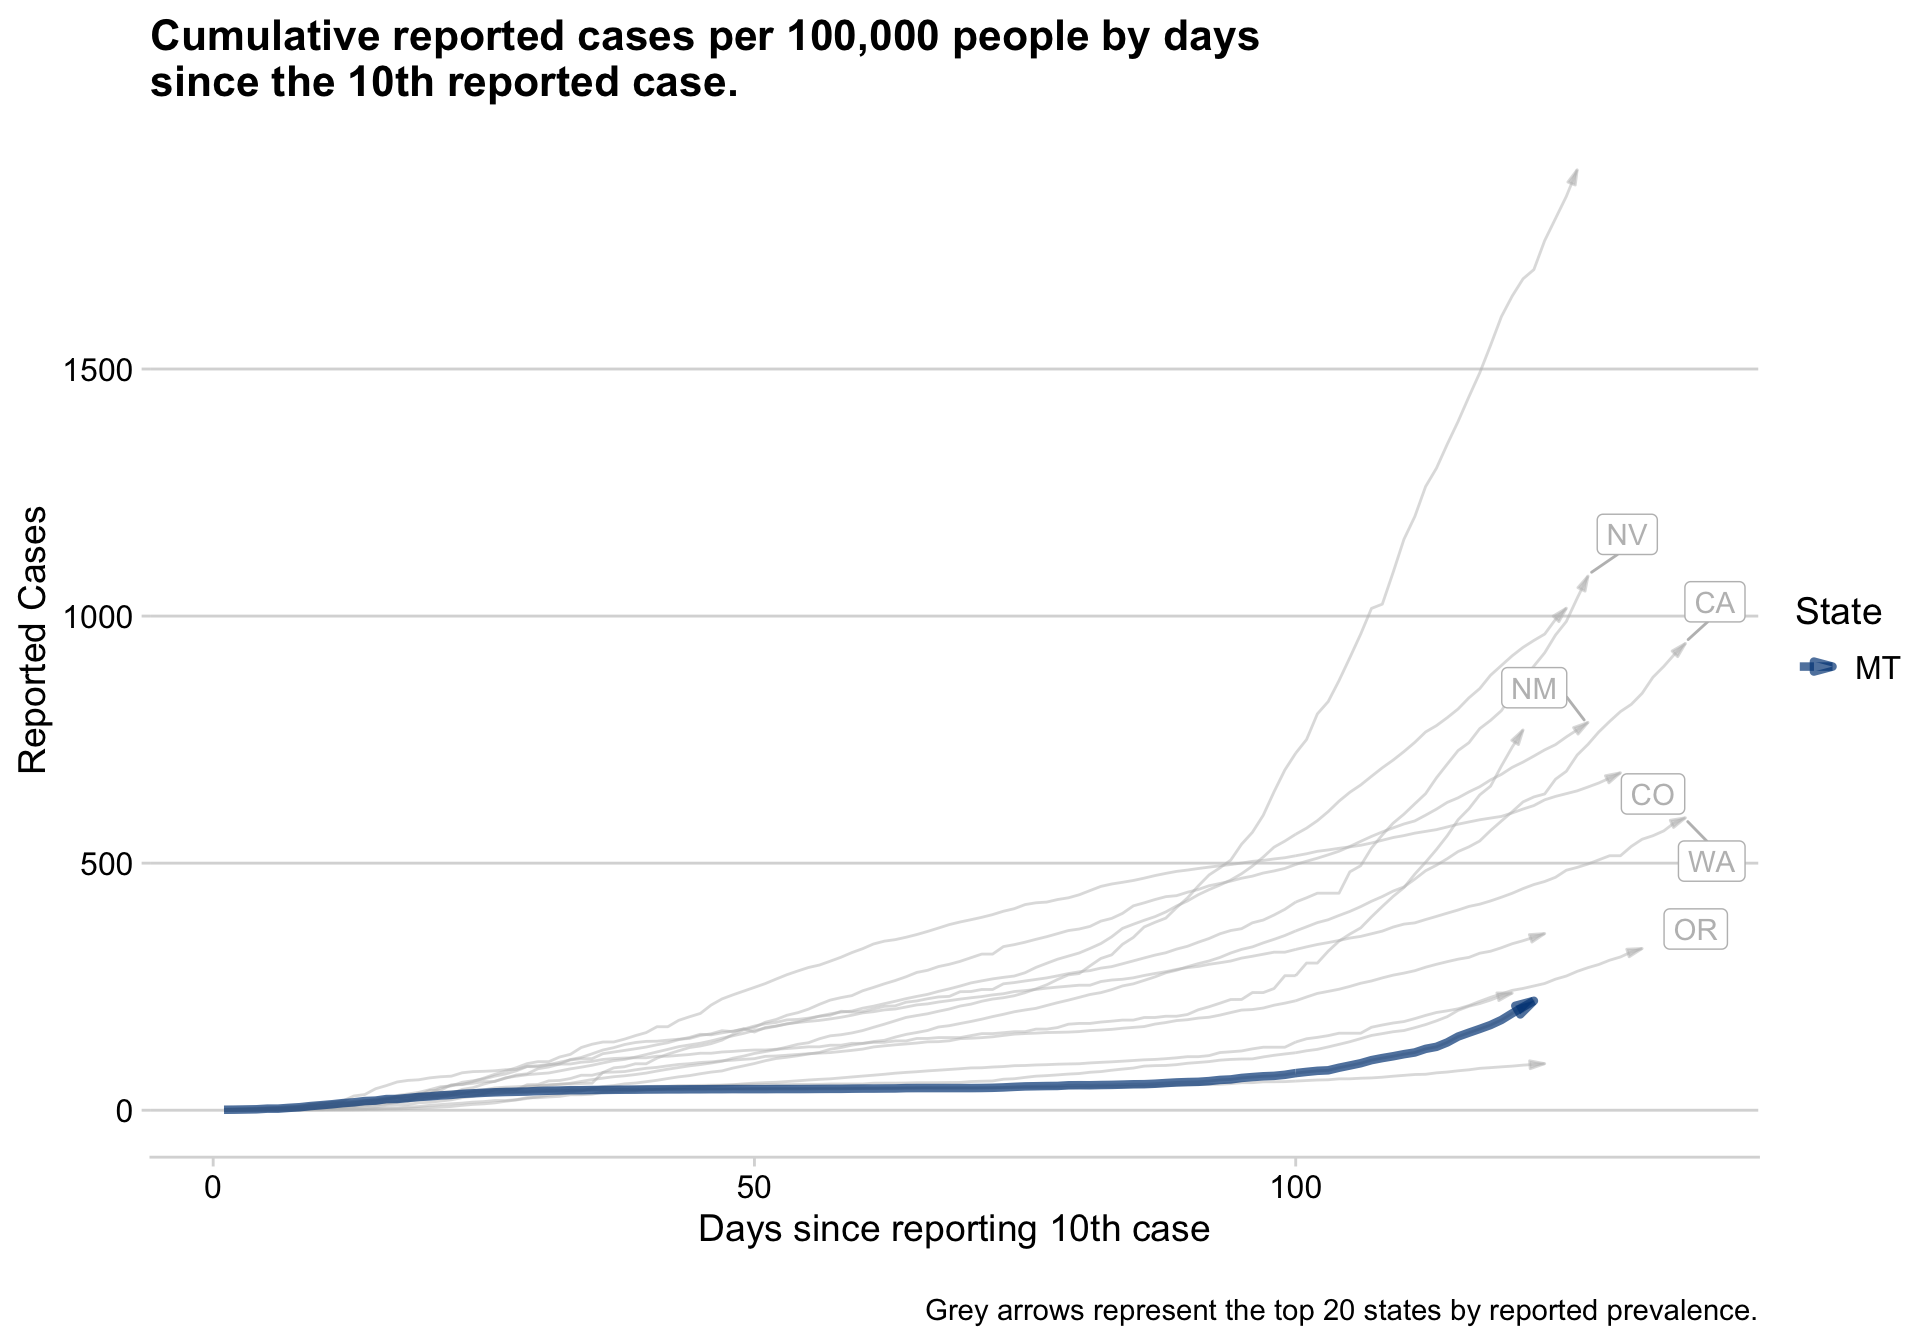 Cumulative reported cases per 100,000 people by days
since the 10th reported case.
1500
1000
500
0
Reported Cases
NV
CA
NM
CO
WA
OR
State
MT
0
50
100
Days since reporting 10th case
Grey arrows represent the top 20 states by reported prevalence.